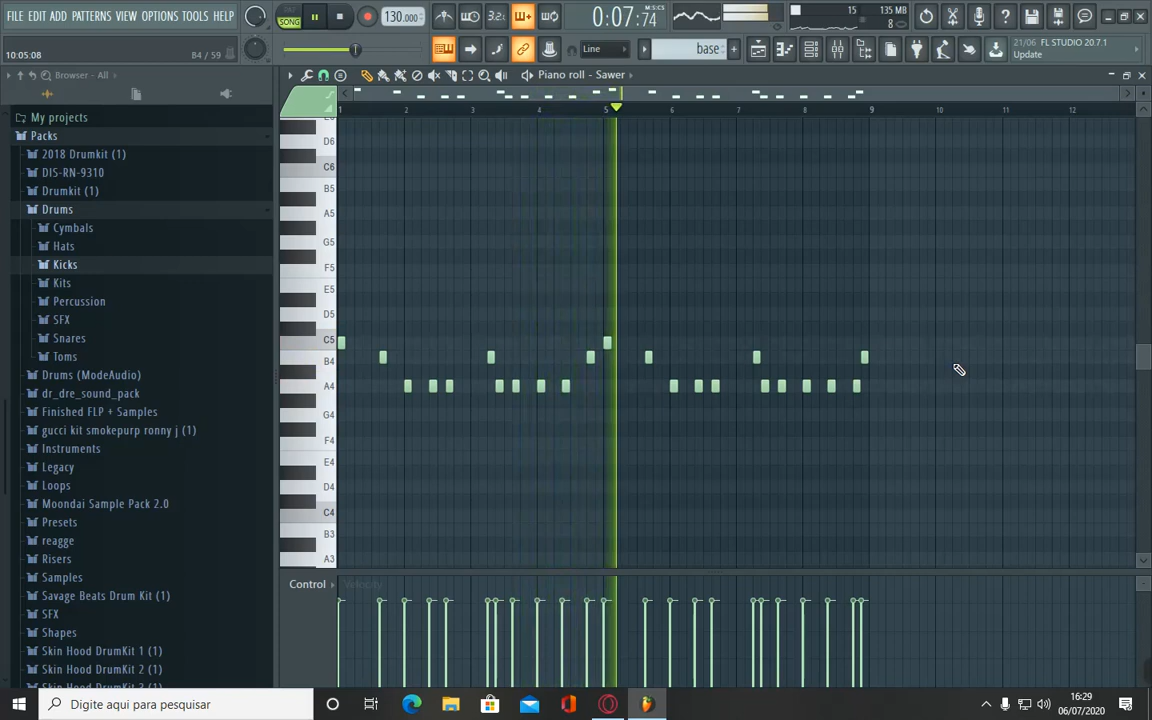 FILE EDIT ADD PATTERNS VIEW OPTIONS TOOLS HELP
SONG
130.000
3 2
0:07:74
M:S:CS
15
135 MB
8
10:05:08
B4 / 59
Line
base
21/06 FL STUDIO 20.7.1
Update
Browser - All
Piano roll - Sawer
My projects
Packs
2018 Drumkit (1)
DIS-RN-9310
Drumkit (1)
Drums
Cymbals
Hats
Kicks
Kits
Percussion
SFX
Snares
Toms
Drums (ModeAudio)
dr_dre_sound_pack
Finished FLP + Samples
gucci kit smokepurp ronny j (1)
Instruments
Legacy
Loops
Moondai Sample Pack 2.0
Presets
reagge
Risers
Samples
Savage Beats Drum Kit (1)
SFX
Shapes
Skin Hood DrumKit 1 (1)
Skin Hood DrumKit 2 (1)
1 2 3 4 5 6 7 8 9 10 11 12
D6
C6
B5
A5
G5
F5
E5
D5
C5
B4
A4
G4
F4
E4
D4
C4
B3
A3
Control
Velocity
Digite aqui para pesquisar
16:29
06/07/2020